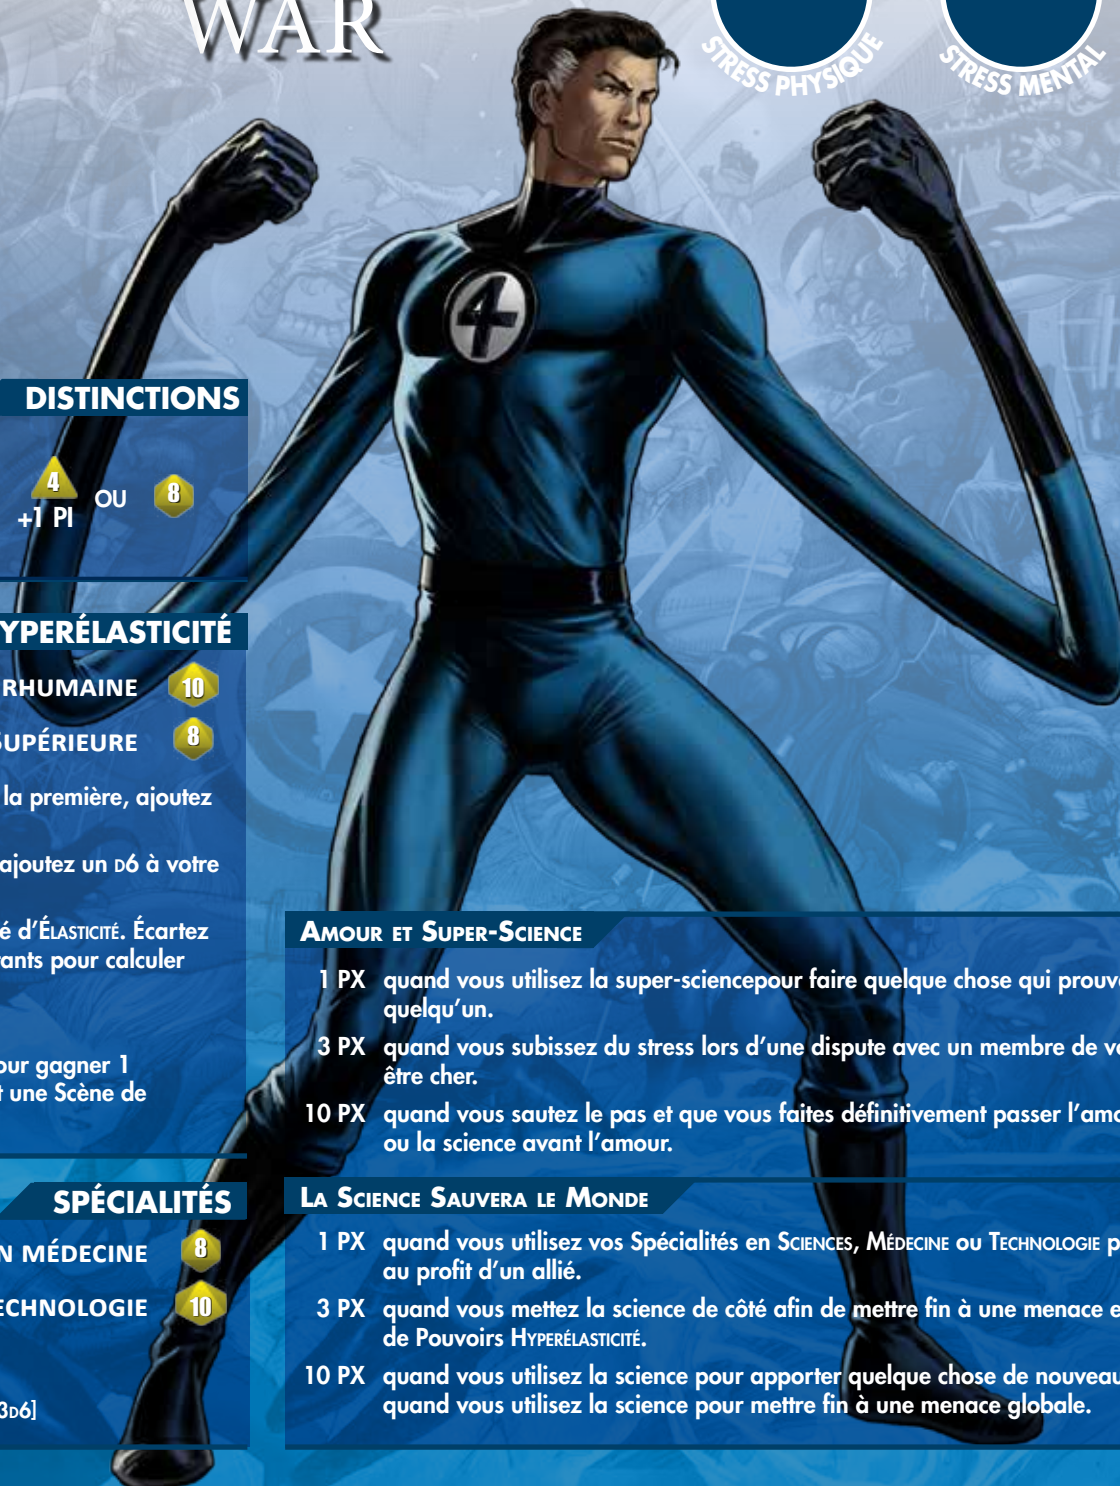 WAR
STRESS PHYSIQUE
STRESS MENTAL
4
DISTINCTIONS
4 OU 8
+1 PI
YPERÉLASTICITÉ
RHUMAINE 10
SUPÉRIEURE 8
la première, ajoutez
ajoutez un D6 à votre
é d'ÉLASTICITÉ. Écartez
ants pour calculer
our gagner 1
t une Scène de
SPÉCIALITÉS
N MÉDECINE 8
ECHNOLOGIE 10
3D6]
AMOUR ET SUPER-SCIENCE
1 PX quand vous utilisez la super-sciencepour faire quelque chose qui prouve
quelqu'un.
3 PX quand vous subissez du stress lors d'une dispute avec un membre de vo
être cher.
10 PX quand vous sautez le pas et que vous faites définitivement passer l'amo
ou la science avant l'amour.
LA SCIENCE SAUVERA LE MONDE
1 PX quand vous utilisez vos Spécialités en SCIENCES, MÉDECINE ou TECHNOLOGIE p
au profit d'un allié.
3 PX quand vous mettez la science de côté afin de mettre fin à une menace e
de Pouvoirs HYPERÉLASTICITÉ.
10 PX quand vous utilisez la science pour apporter quelque chose de nouveau
quand vous utilisez la science pour mettre fin à une menace globale.